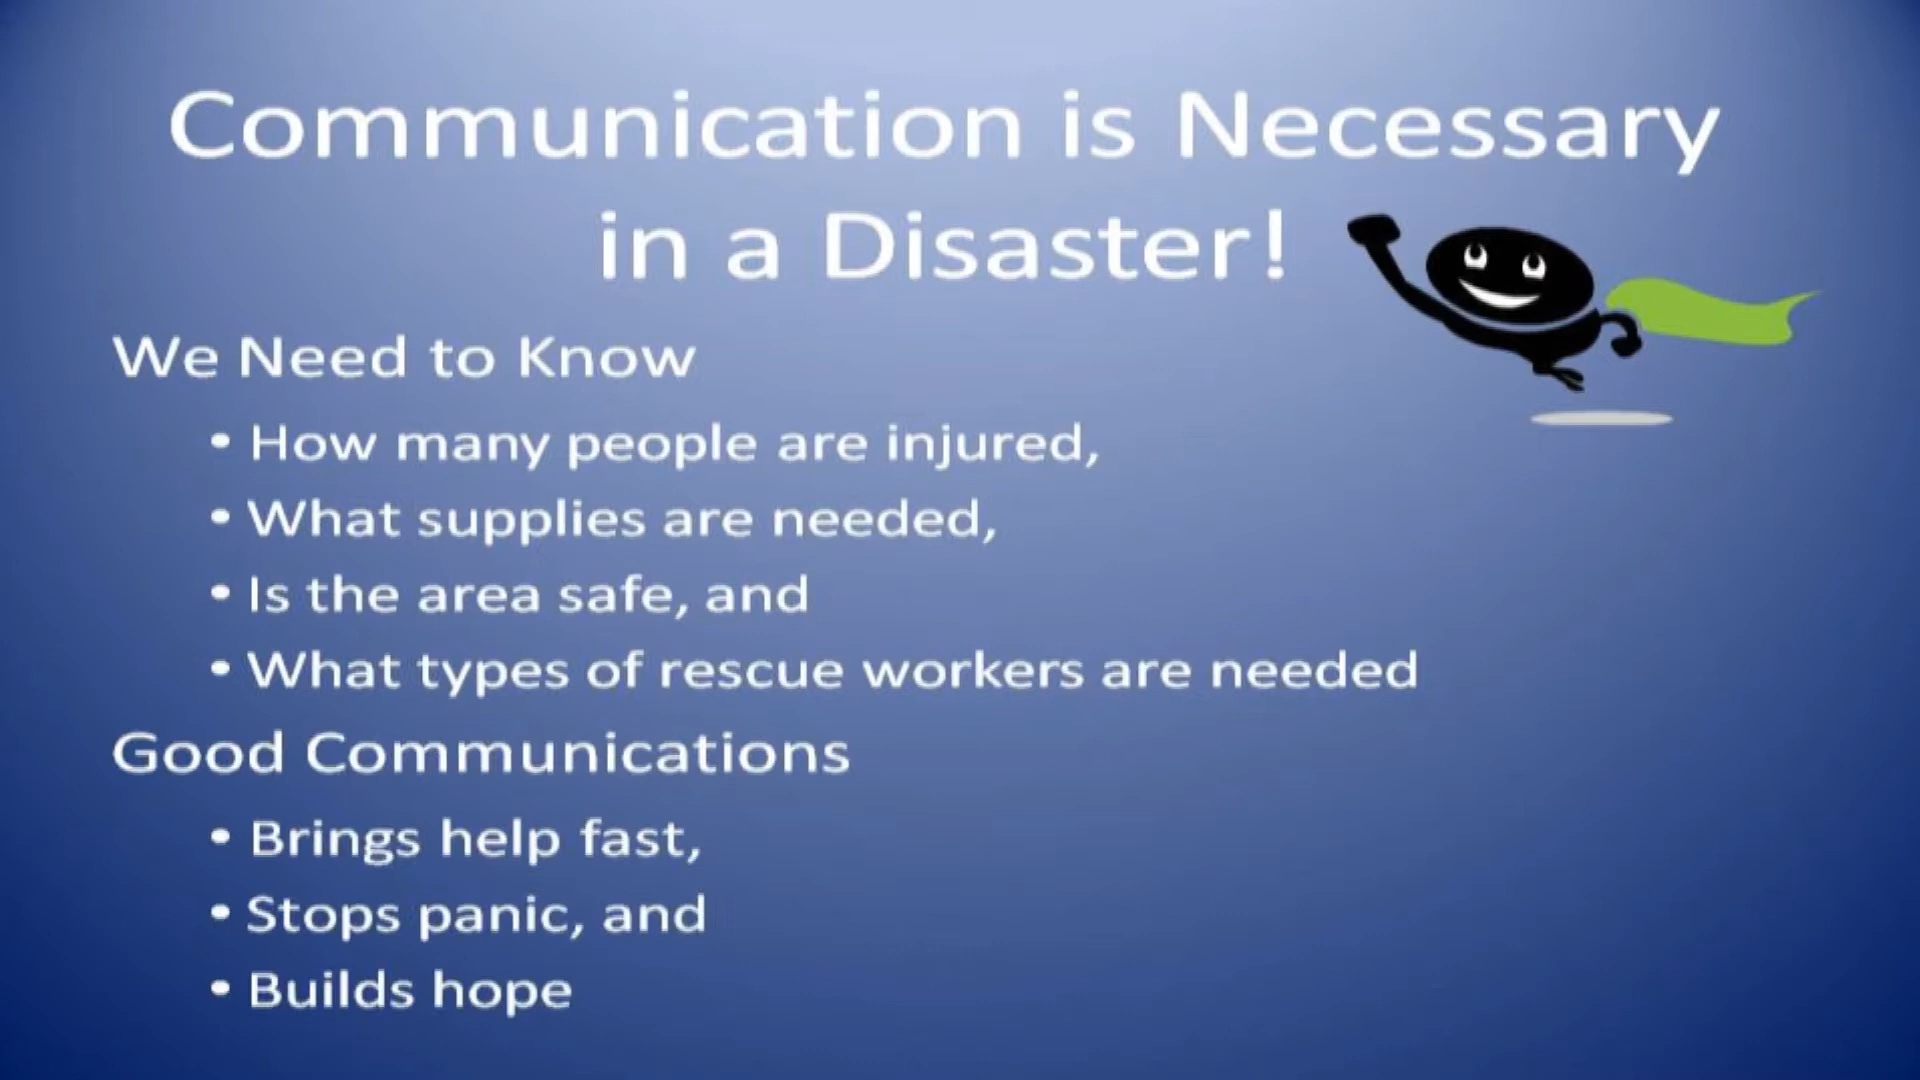 Communication is Necessary
in a Disaster!
We Need to Know
• How many people are injured,
• What supplies are needed,
• Is the area safe, and
• What types of rescue workers are needed
Good Communications
• Brings help fast,
• Stops panic, and
• Builds hope